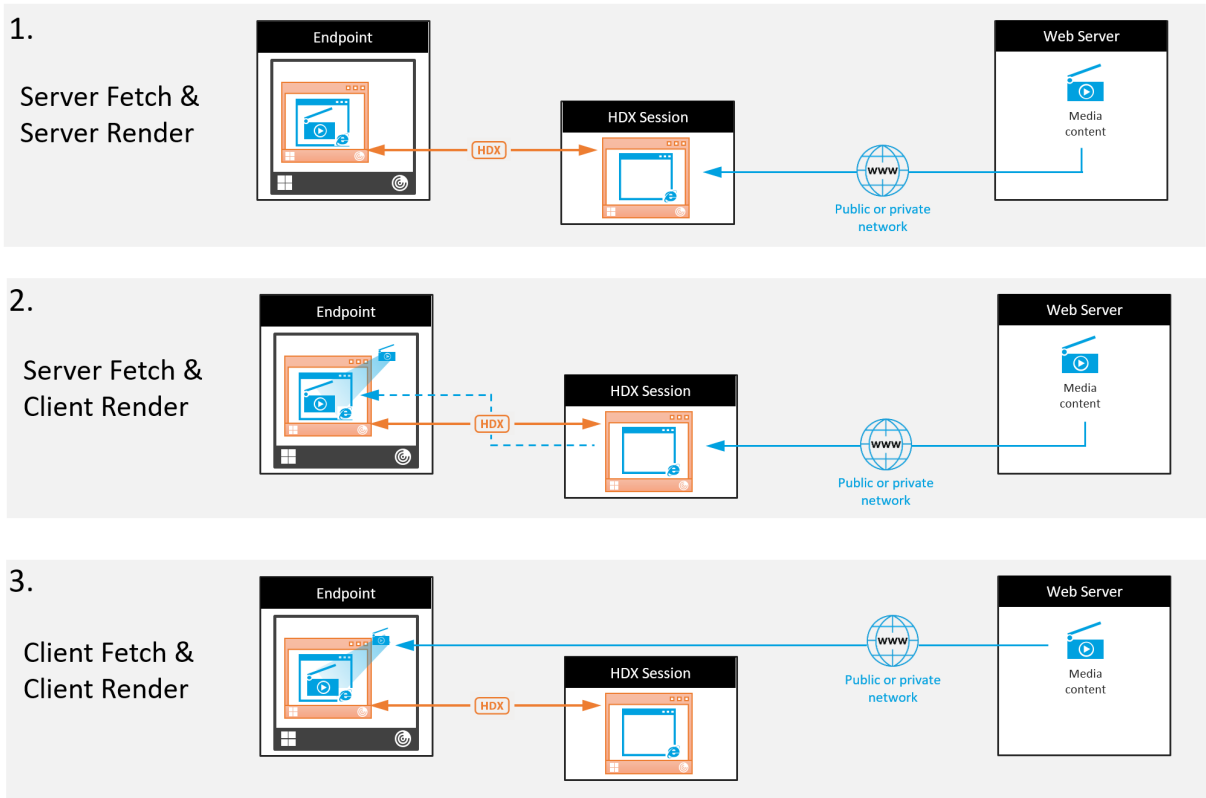 1.
Server Fetch &
Server Render
Endpoint
HDX
HDX Session
www
Public or private
network
Web Server
Media
content
2.
Server Fetch &
Client Render
Endpoint
HDX
HDX Session
www
Public or private
network
Web Server
Media
content
3.
Client Fetch &
Client Render
Endpoint
HDX
HDX Session
www
Public or private
network
Web Server
Media
content